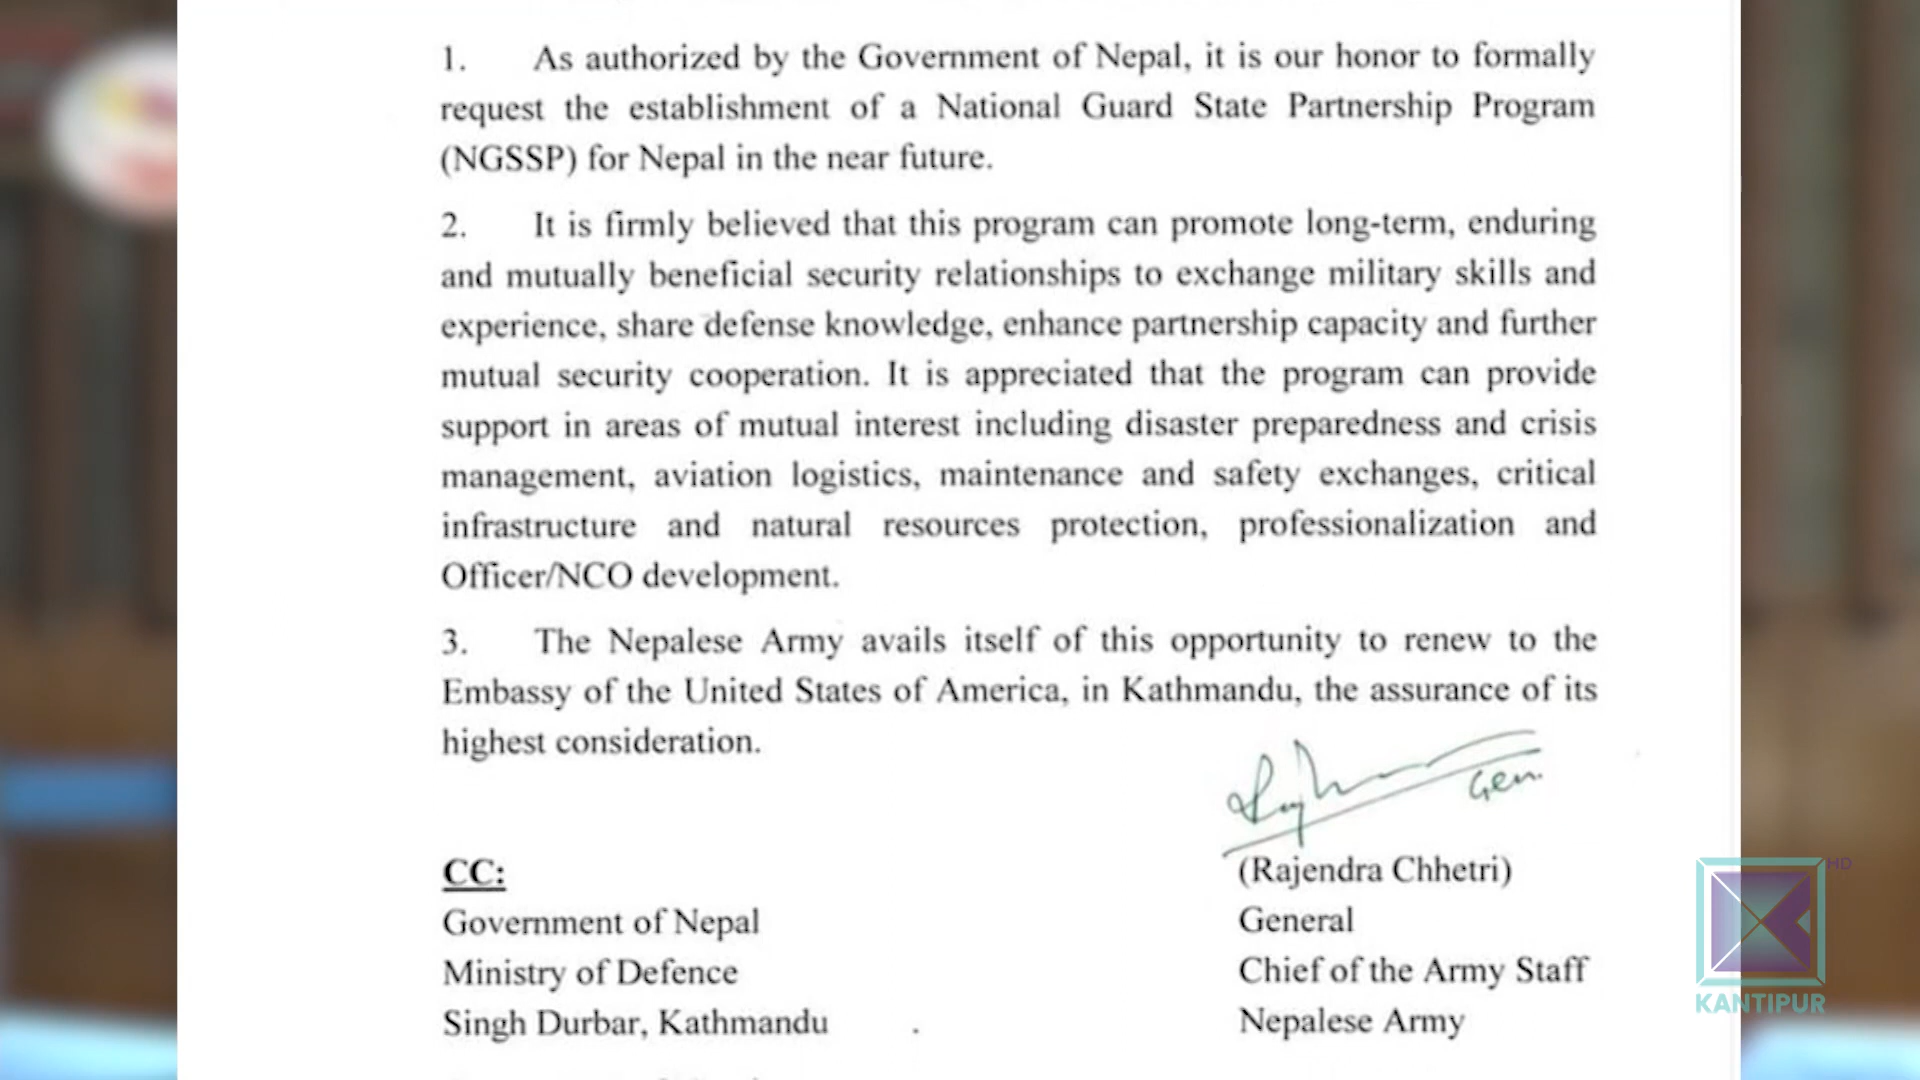 1. As authorized by the Government of Nepal, it is our honor to formally
request the establishment of a National Guard State Partnership Program
(NGSSP) for Nepal in the near future.
2. It is firmly believed that this program can promote long-term, enduring
and mutually beneficial security relationships to exchange military skills and
experience, share defense knowledge, enhance partnership capacity and further
mutual security cooperation. It is appreciated that the program can provide
support in areas of mutual interest including disaster preparedness and crisis
management, aviation logistics, maintenance and safety exchanges, critical
infrastructure and natural resources protection, professionalization and
Officer/NCO development.
3. The Nepalese Army avails itself of this opportunity to renew to the
Embassy of the United States of America, in Kathmandu, the assurance of its
highest consideration.
Gen.
CC:
Government of Nepal
Ministry of Defence
Singh Durbar, Kathmandu
(Rajendra Chhetri)
General
Chief of the Army Staff
Nepalese Army
HD
KANTIPUR